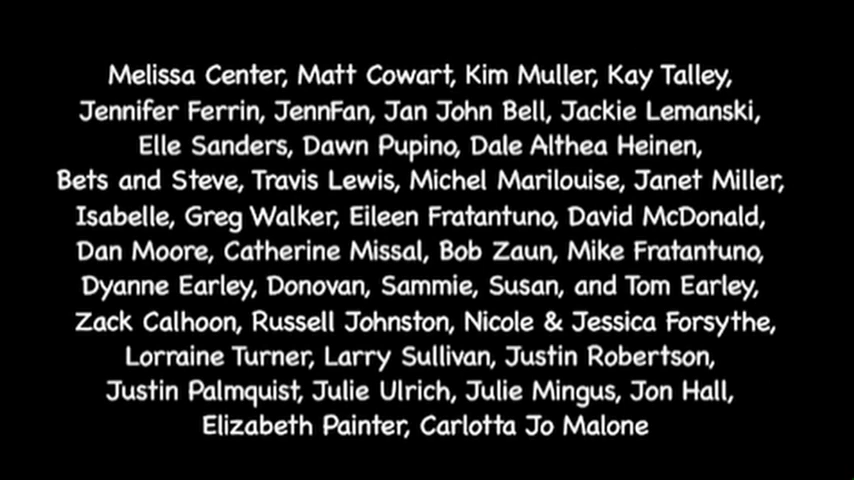 Melissa Center, Matt Cowart, Kim Muller, Kay Talley,
Jennifer Ferrin, JennFan, Jan John Bell, Jackie Lemanski,
Elle Sanders, Dawn Pupino, Dale Althea Heinen,
Bets and Steve, Travis Lewis, Michel Marilouise, Janet Miller,
Isabelle, Greg Walker, Eileen Fratantuno, David McDonald,
Dan Moore, Catherine Missal, Bob Zaun, Mike Fratantuno,
Dyanne Earley, Donovan, Sammie, Susan, and Tom Earley,
Zack Calhoon, Russell Johnston, Nicole & Jessica Forsythe,
Lorraine Turner, Larry Sullivan, Justin Robertson,
Justin Palmquist, Julie Ulrich, Julie Mingus, Jon Hall,
Elizabeth Painter, Carlotta Jo Malone